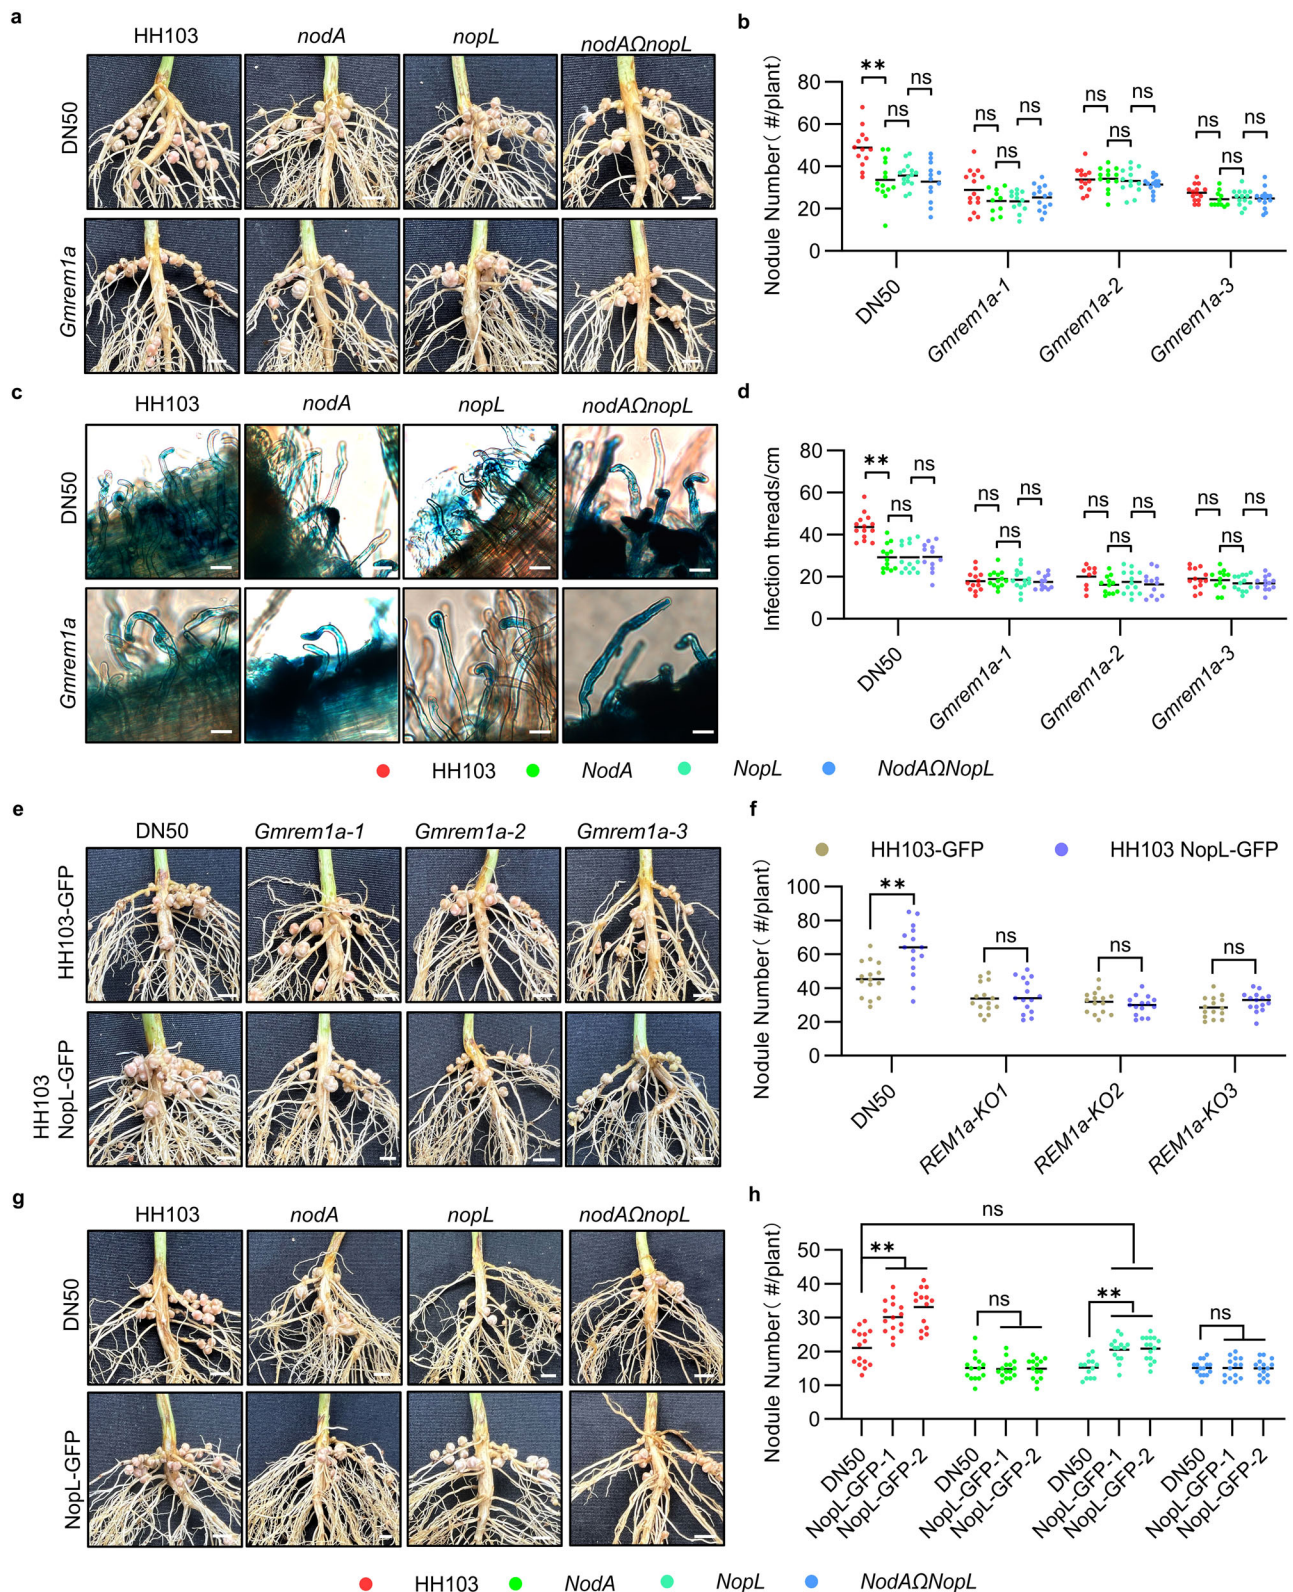 a
HH103 nodA nopL nodAΩnopL
DN50
Gmrem1a
b
Nodule Number( #/plant)
80
60
40
20
0
** ns ns
ns ns ns
ns ns ns
ns ns ns
DN50 Gmrem1a-1 Gmrem1a-2 Gmrem1a-3
c
HH103 nodA nopL nodAΩnopL
DN50
Gmrem1a
d
Infection threads/cm
80
60
40
20
0
** ns ns
ns ns ns
ns ns ns
ns ns ns
DN50 Gmrem1a-1 Gmrem1a-2 Gmrem1a-3
HH103 NodA NopL NodAΩNopL
e
DN50 Gmrem1a-1 Gmrem1a-2 Gmrem1a-3
HH103-GFP
HH103
NopL-GFP
f
HH103-GFP HH103 NopL-GFP
Nodule Number( #/plant)
100
80
60
40
20
0
** ns ns ns
DN50 REM1a-KO1 REM1a-KO2 REM1a-KO3
g
HH103 nodA nopL nodAΩnopL
DN50
NopL-GFP
h
Nodule Number( #/plant)
50
40
30
20
10
0
ns
** ns ** ns
DN50 NopL-GFP-1 NopL-GFP-2 DN50 NopL-GFP-1 NopL-GFP-2 DN50 NopL-GFP-1 NopL-GFP-2 DN50 NopL-GFP-1 NopL-GFP-2
HH103 NodA NopL NodAΩNopL